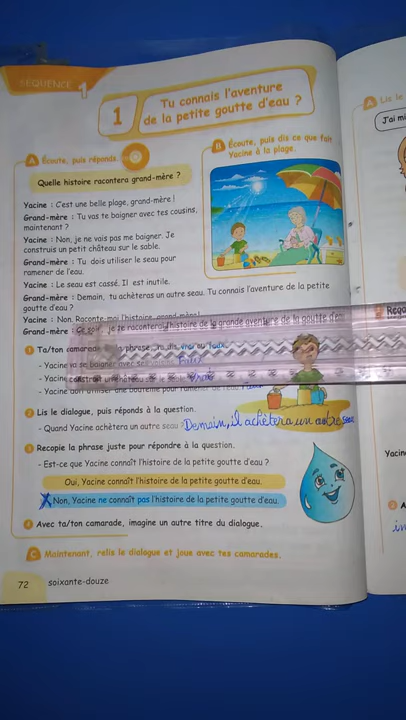 SÉQUENCE 1
1
Tu connais l'aventure
de la petite goutte d'eau ?
A Écoute, puis réponds.
Quelle histoire racontera grand-mère ?
Yacine : C'est une belle plage, grand-mère !
Grand-mère : Tu vas te baigner avec tes cousins,
maintenant ?
Yacine : Non, je ne vais pas me baigner. Je
construis un petit château sur le sable.
Grand-mère : Tu dois utiliser le seau pour
ramener de l'eau.
Yacine : Le seau est cassé. Il est inutile.
Grand-mère : Demain, tu achèteras un autre seau. Tu connais l'aventure de la petite
goutte d'eau ?
Yacine : Non. Raconte-moi l'histoire, grand-mère!
Grand-mère : Ce soir, je te raconterai l'histoire de la grande aventure de la goutte d'eau
B Écoute, puis dis ce que fait
Yacine à la plage.
1 Ta/ton camarade phrase, vrai ou faux.
- Yacine va se baigner avec
- Yacine construit un château sur le sable Vrai
- Yacine doit utiliser une bouteille pour ramener de l'eau
2 Lis le dialogue, puis réponds à la question.
- Quand Yacine achètera un autre seau ? Demain, il achètera un autre seau
3 Recopie la phrase juste pour répondre à la question.
- Est-ce que Yacine connaît l'histoire de la petite goutte d'eau ?
Oui, Yacine connaît l'histoire de la petite goutte d'eau.
X Non, Yacine ne connaît pas l'histoire de la petite goutte d'eau.
4 Avec ta/ton camarade, imagine un autre titre du dialogue.
C Maintenant, relis le dialogue et joue avec tes camarades.
72 soixante-douze
A Lis le
J'ai mi
Yacin